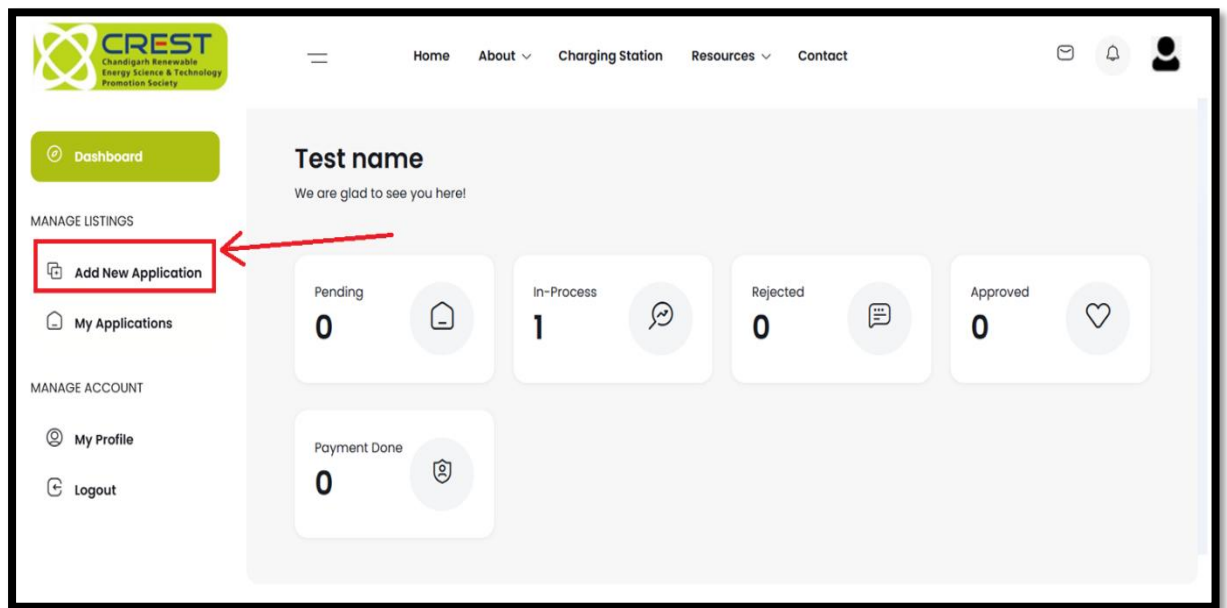 CREST
Chandigarh Renewable
Energy Science & Technology
Promotion Society
Home About Charging Station Resources Contact
Dashboard
MANAGE LISTINGS
Add New Application
My Applications
MANAGE ACCOUNT
My Profile
Logout
Test name
We are glad to see you here!
Pending
0
In-Process
1
Rejected
0
Approved
0
Payment Done
0